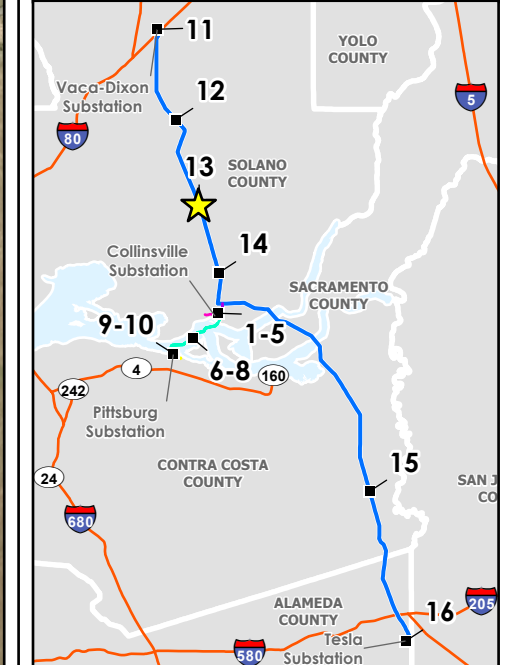 11
YOLO
COUNTY
Vaca-Dixon
Substation
12
5
80
13
SOLANO
COUNTY
14
Collinsville
Substation
SACRAMENTO
COUNTY
9-10
1-5
4
6-8
160
242
Pittsburg
Substation
15
CONTRA COSTA
COUNTY
24
SAN J
CO
680
ALAMEDA
COUNTY
16
205
Tesla
Substation
580